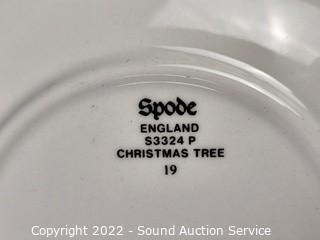 Spode
ENGLAND
S3324 P
CHRISTMAS TREE
19
Copyright 2022 - Sound Auction Service